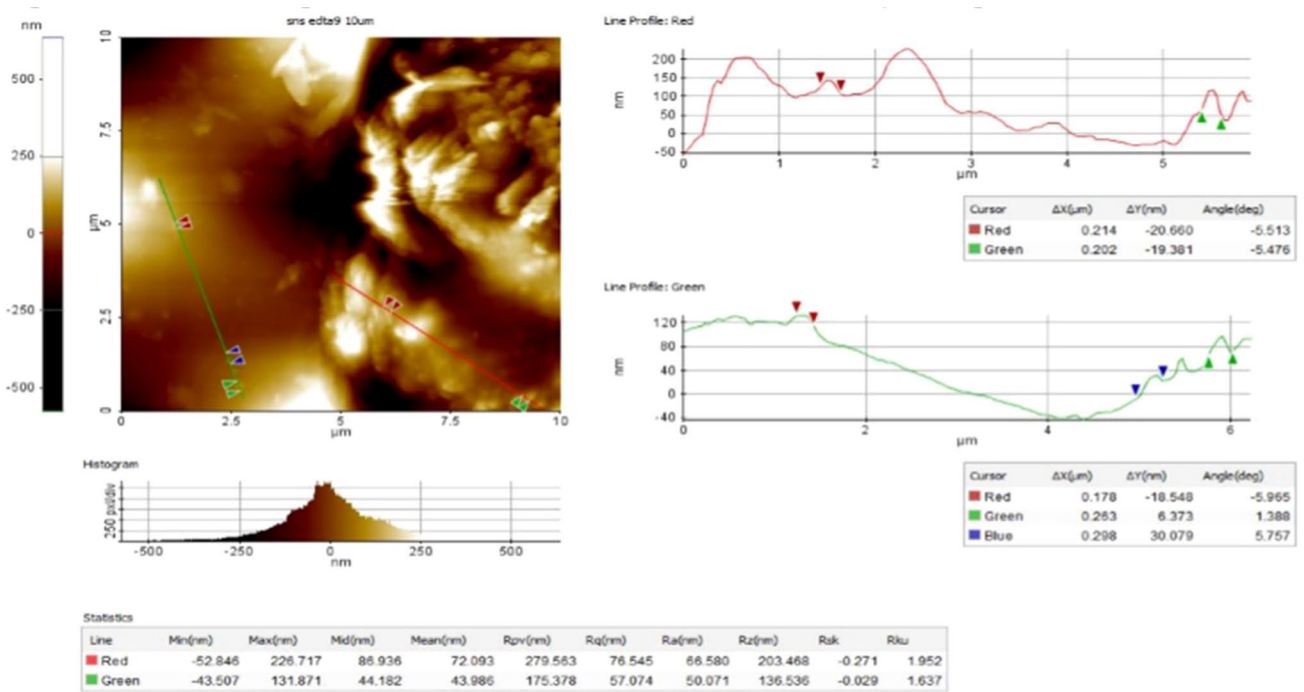 sns edta9 10um
nm
500
250
0
-250
-500
10
7.5
5
2.5
0
µm
0 2.5 5 7.5 10
µm
Line Profile: Red
200
150
100
50
0
-50
nm
0 1 2 3 4 5
µm
Cursor ΔX(µm) ΔY(nm) Angle(deg)
Red 0.214 -20.660 -5.513
Green 0.202 -19.381 -5.476
Line Profile: Green
120
80
40
0
-40
nm
0 2 4 6
µm
Cursor ΔX(µm) ΔY(nm) Angle(deg)
Red 0.178 -18.548 -5.965
Green 0.263 6.373 1.388
Blue 0.298 30.079 5.757
Histogram
250 pxl/div
-500 -250 0 250 500
nm
Statistics
Line Min(nm) Max(nm) Mid(nm) Mean(nm) Rpv(nm) Rq(nm) Ra(nm) Rz(nm) Rsk Rku
Red -52.846 226.717 86.936 72.093 279.563 76.545 66.580 203.468 -0.271 1.952
Green -43.507 131.871 44.182 43.986 175.378 57.074 50.071 136.536 -0.029 1.637